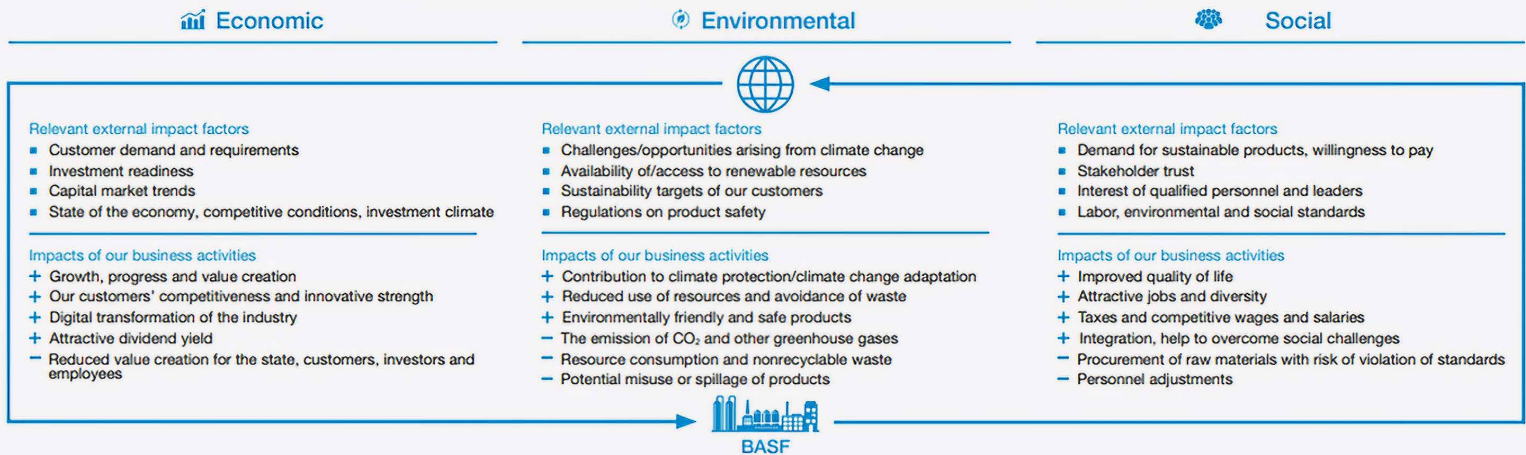 Economic
Relevant external impact factors
Customer demand and requirements
Investment readiness
Capital market trends
State of the economy, competitive conditions, investment climate
Impacts of our business activities
+ Growth, progress and value creation
+ Our customers' competitiveness and innovative strength
+ Digital transformation of the industry
+ Attractive dividend yield
− Reduced value creation for the state, customers, investors and
employees
Environmental
Relevant external impact factors
Challenges/opportunities arising from climate change
Availability of/access to renewable resources
Sustainability targets of our customers
Regulations on product safety
Impacts of our business activities
+ Contribution to climate protection/climate change adaptation
+ Reduced use of resources and avoidance of waste
+ Environmentally friendly and safe products
− The emission of CO₂ and other greenhouse gases
− Resource consumption and nonrecyclable waste
− Potential misuse or spillage of products
Social
Relevant external impact factors
Demand for sustainable products, willingness to pay
Stakeholder trust
Interest of qualified personnel and leaders
Labor, environmental and social standards
Impacts of our business activities
+ Improved quality of life
+ Attractive jobs and diversity
+ Taxes and competitive wages and salaries
+ Integration, help to overcome social challenges
− Procurement of raw materials with risk of violation of standards
− Personnel adjustments
BASF